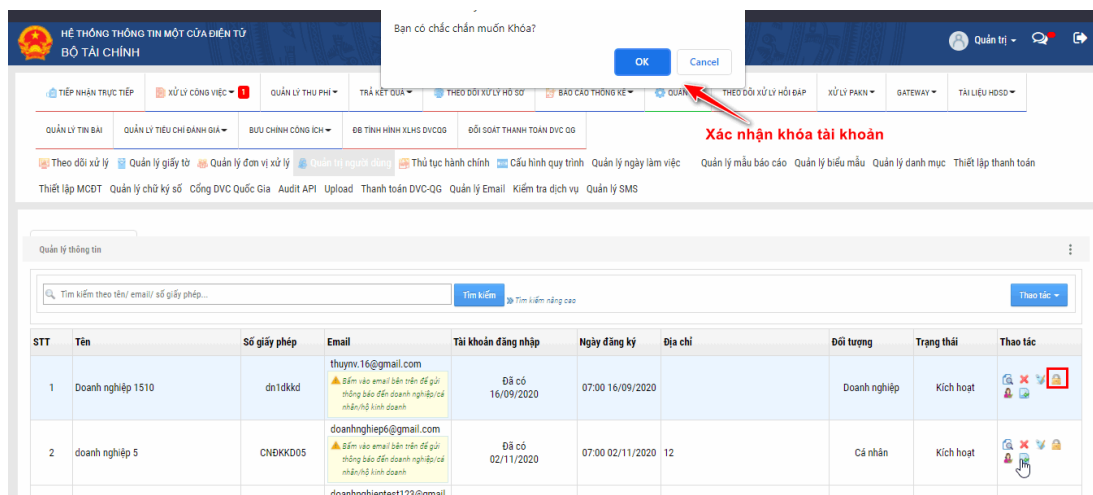 Bạn có chắc chắn muốn Khóa?
OK Cancel
HỆ THỐNG THÔNG TIN MỘT CỬA ĐIỆN TỬ
BỘ TÀI CHÍNH
Quản trị
TIẾP NHẬN TRỰC TIẾP XỬ LÝ CÔNG VIỆC 1 QUẢN LÝ THU PHÍ TRẢ KẾT QUẢ THEO DÕI XỬ LÝ HỒ SƠ BÁO CÁO THỐNG KÊ QUẢN THEO DÕI XỬ LÝ HỎI ĐÁP XỬ LÝ PAKN GATEWAY TÀI LIỆU HDSD
Xác nhận khóa tài khoản
QUẢN LÝ TIN BÀI QUẢN LÝ TIÊU CHÍ ĐÁNH GIÁ BƯU CHÍNH CÔNG ÍCH ĐB TÌNH HÌNH XLHS DVCQG ĐỐI SOÁT THANH TOÁN DVC QG
Theo dõi xử lý Quản lý giấy tờ Quản lý đơn vị xử lý Quản trị người dùng Thủ tục hành chính Cấu hình quy trình Quản lý ngày làm việc Quản lý mẫu báo cáo Quản lý biểu mẫu Quản lý danh mục Thiết lập thanh toán
Thiết lập MCĐT Quản lý chữ ký số Cổng DVC Quốc Gia Audit API Upload Thanh toán DVC-QG Quản lý Email Kiểm tra dịch vụ Quản lý SMS
Quản lý thông tin
Tìm kiếm theo tên/ email/ số giấy phép... Tìm kiếm Tìm kiếm nâng cao Thao tác
STT Tên Số giấy phép Email Tài khoản đăng nhập Ngày đăng ký Địa chỉ Đối tượng Trạng thái Thao tác
1 Doanh nghiệp 1510 dn1dkkd thuynv.16@gmail.com Đã có 16/09/2020 07:00 16/09/2020 Doanh nghiệp Kích hoạt
Bấm vào email bên trên để gửi
thông báo đến doanh nghiệp/cá
nhân/hộ kinh doanh
2 doanh nghiệp 5 CNĐKKD05 doanhnghiep6@gmail.com Đã có 02/11/2020 07:00 02/11/2020 12 Cá nhân Kích hoạt
Bấm vào email bên trên để gửi
thông báo đến doanh nghiệp/cá
nhân/hộ kinh doanh
doanhnghieptest123@gmail